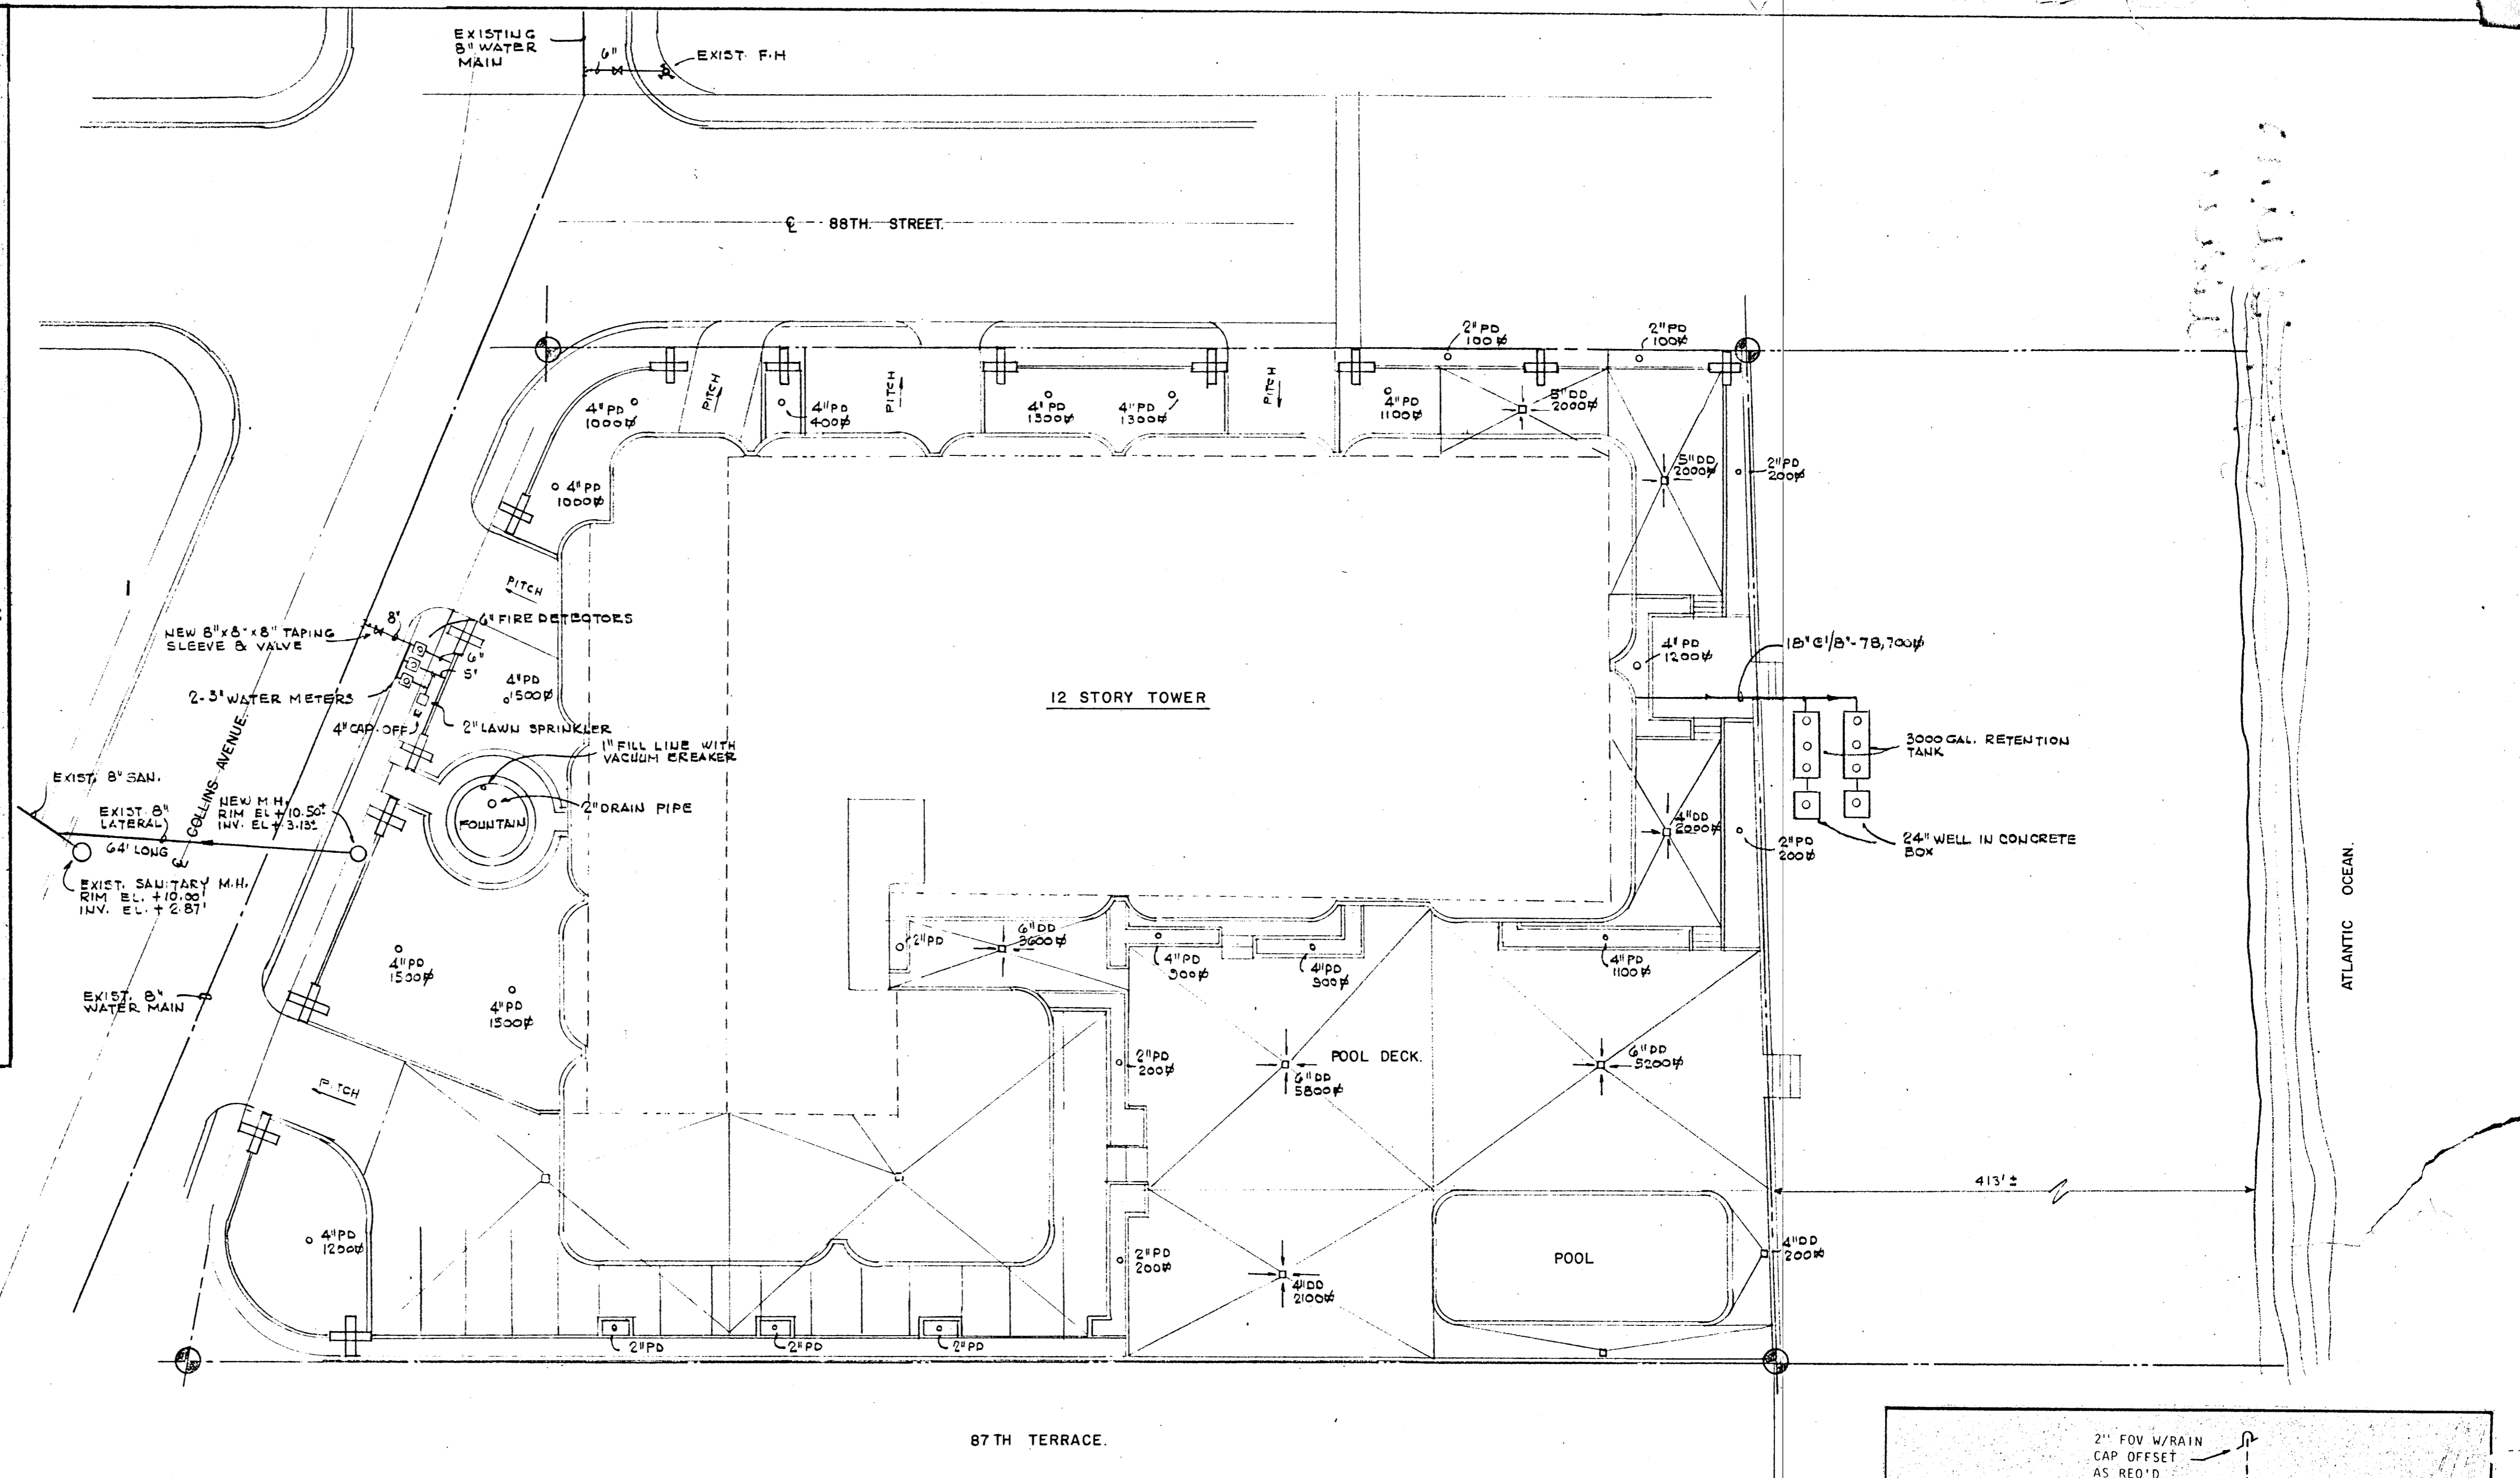 EXISTING
8" WATER
MAIN
6"
EXIST. F.H
℄ 88TH. STREET.
2"PD
100⌀
2"PD
100⌀
4"PD
1000⌀
PITCH
4"PD
400⌀
PITCH
4"PD
1300⌀
4"PD
1300⌀
PITCH
4"PD
1100⌀
DD
2000⌀
4"PD
1000⌀
5"DD
2000⌀
2"PD
200⌀
PITCH
8"
6" FIRE DETECTORS
NEW 8"x8"x8" TAPING
SLEEVE & VALVE
6"
5"
2-3" WATER METERS
4"PD
1500⌀
4" CAP OFF
2" LAWN SPRINKLER
1" FILL LINE WITH
VACUUM BREAKER
2" DRAIN PIPE
FOUNTAIN
12 STORY TOWER
4"PD
1200⌀
18"@1/8"-78,700⌀
3000 GAL. RETENTION
TANK
24" WELL IN CONCRETE
BOX
4"DD
2000⌀
2"PD
200⌀
EXIST. 8" SAN.
COLLINS AVENUE.
℄
EXIST. 8"
LATERAL
64' LONG
NEW M.H.
RIM EL +10.50±
INV. EL + 3.13±
EXIST. SANITARY M.H.
RIM EL. +10.00'
INV. EL. + 2.87'
ATLANTIC OCEAN.
2"PD
6"DD
3600⌀
4"PD
900⌀
4"PD
900⌀
4"PD
1100⌀
4"PD
1500⌀
4"PD
1500⌀
EXIST. 8"
WATER MAIN
PITCH
2"PD
200⌀
POOL DECK.
6"DD
5800⌀
6"DD
5200⌀
413'±
4"PD
1200⌀
2"PD
200⌀
4"DD
2100⌀
POOL
4"DD
200⌀
2"PD
2"PD
2"PD
87TH TERRACE.
2" FOV W/RAIN
CAP OFFSET
AS REQ'D